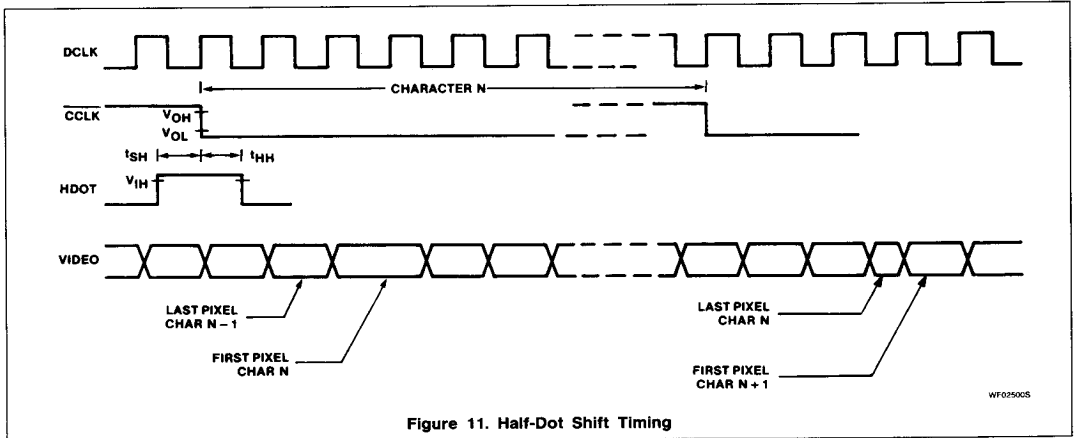 DCLK
CHARACTER N
CCLK
VOH
VOL
tSH
tHH
VIH
HDOT
VIDEO
LAST PIXEL
CHAR N – 1
FIRST PIXEL
CHAR N
LAST PIXEL
CHAR N
FIRST PIXEL
CHAR N + 1
WF02500S
Figure 11. Half-Dot Shift Timing